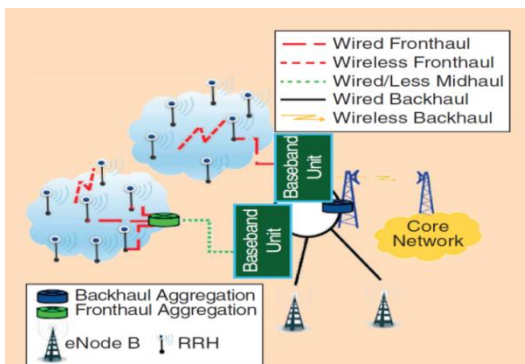 Wired Fronthaul
Wireless Fronthaul
Wired/Less Midhaul
Wired Backhaul
Wireless Backhaul
Baseband
Unit
Baseband
Unit
Core
Network
Backhaul Aggregation
Fronthaul Aggregation
eNode B
RRH